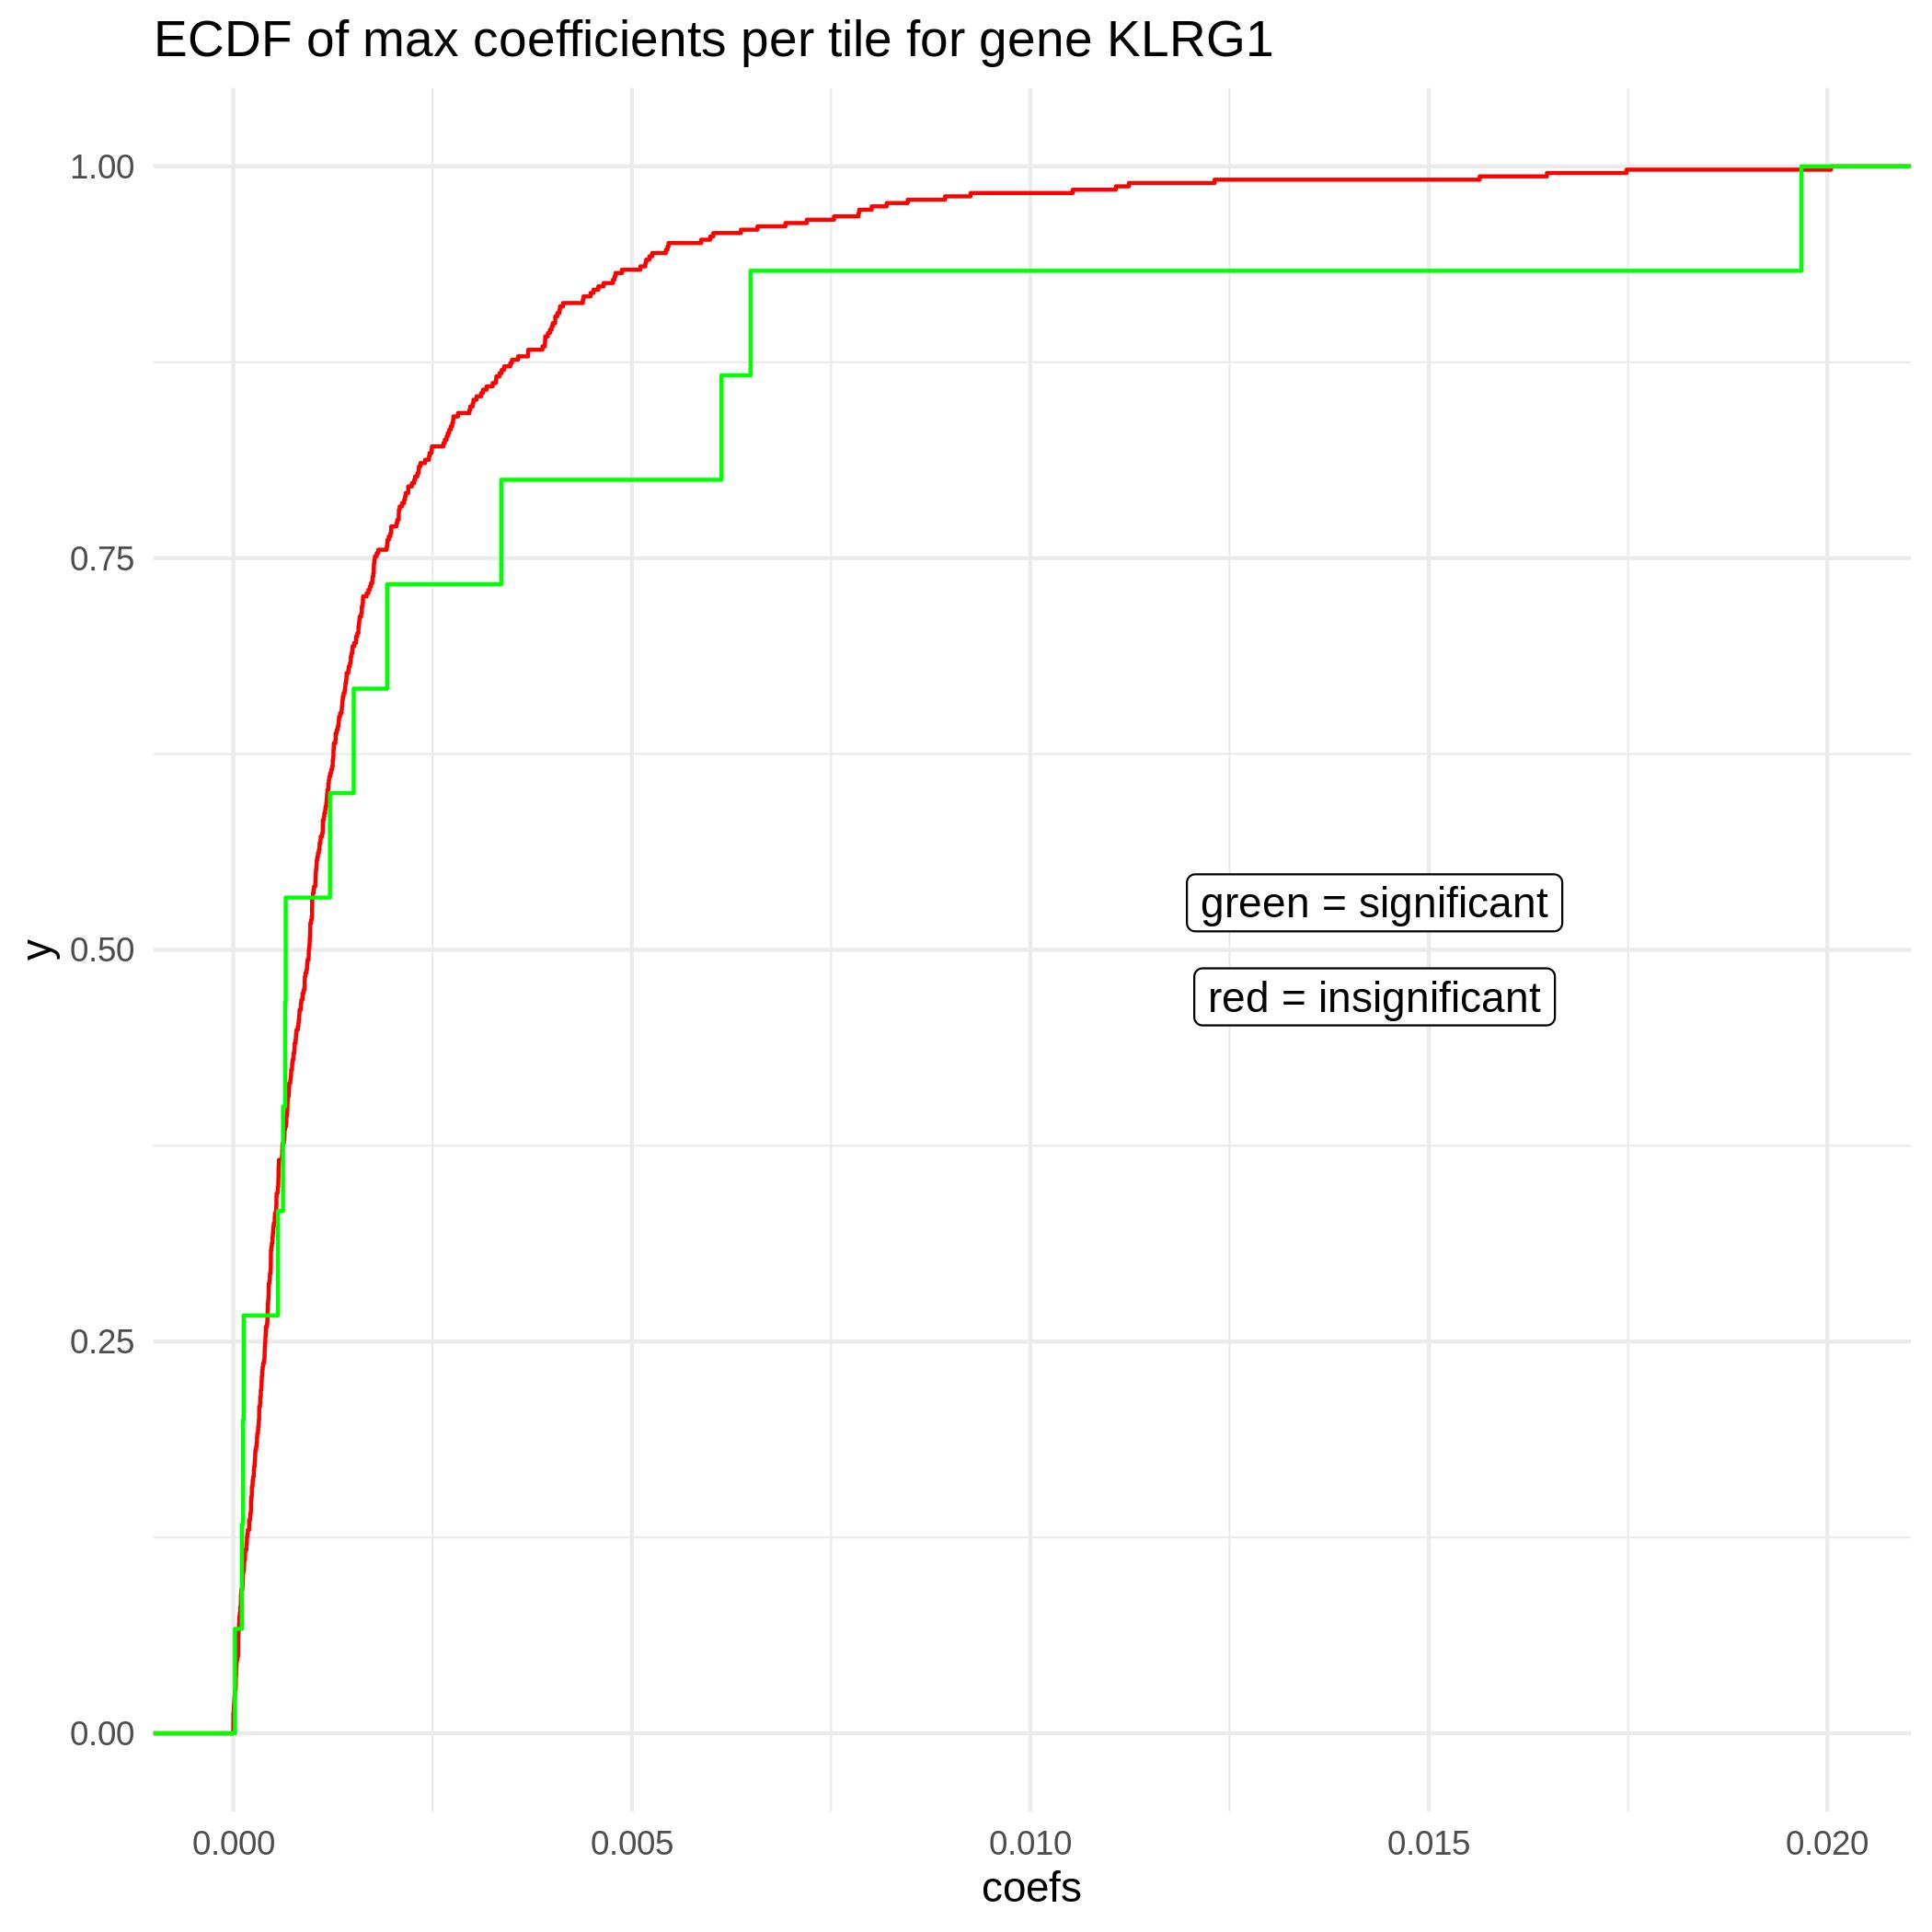 ECDF of max coefficients per tile for gene KLRG1
1.00
0.75
0.50
0.25
0.00
y
green = significant
red = insignificant
0.000 0.005 0.010 0.015 0.020
coefs